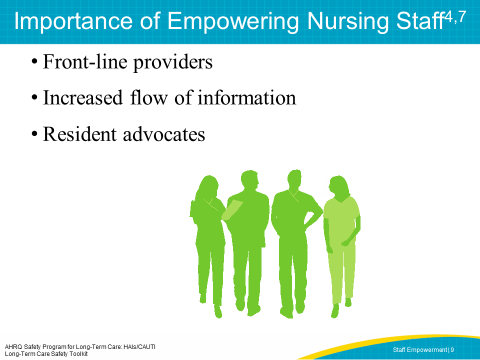 Importance of Empowering Nursing Staff4,7
• Front-line providers
• Increased flow of information
• Resident advocates
AHRQ Safety Program for Long-Term Care: HAIs/CAUTI
Long-Term Care Safety Toolkit
Staff Empowerment| 9